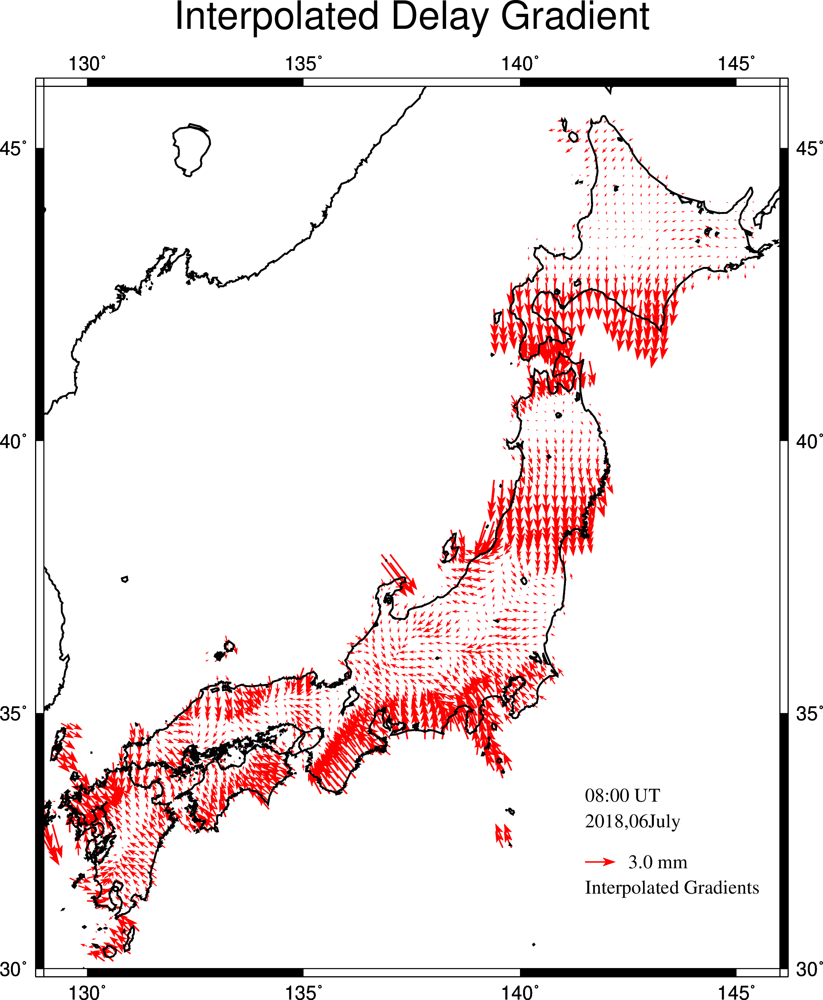 Interpolated Delay Gradient
130° 135° 140° 145°
45° 45°
40° 40°
35° 35°
08:00 UT
2018,06July
3.0 mm
Interpolated Gradients
30° 30°
130° 135° 140° 145°